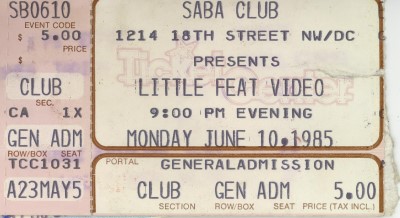 SB0610
EVENT CODE
$ 5.00
PRICE
$
CLUB
SEC.
CA 1X
GEN ADM
ROW/BOX SEAT
TCC1031
A23MAY5
SABA CLUB
1214 18TH STREET NW/DC
PRESENTS
Ticket Center
LITTLE FEAT VIDEO
9:00 PM EVENING
MONDAY JUNE 10,1985
PORTAL GENERALADMISSION
CLUB GEN ADM 5.00
SECTION ROW/BOX SEAT PRICE (TAX INCL.)